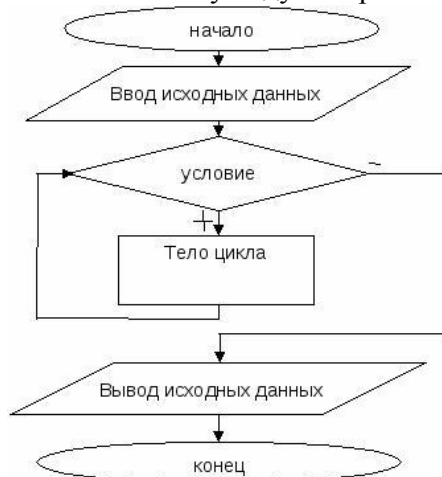 начало
Ввод исходных данных
условие
-
+
Тело цикла
Вывод исходных данных
конец